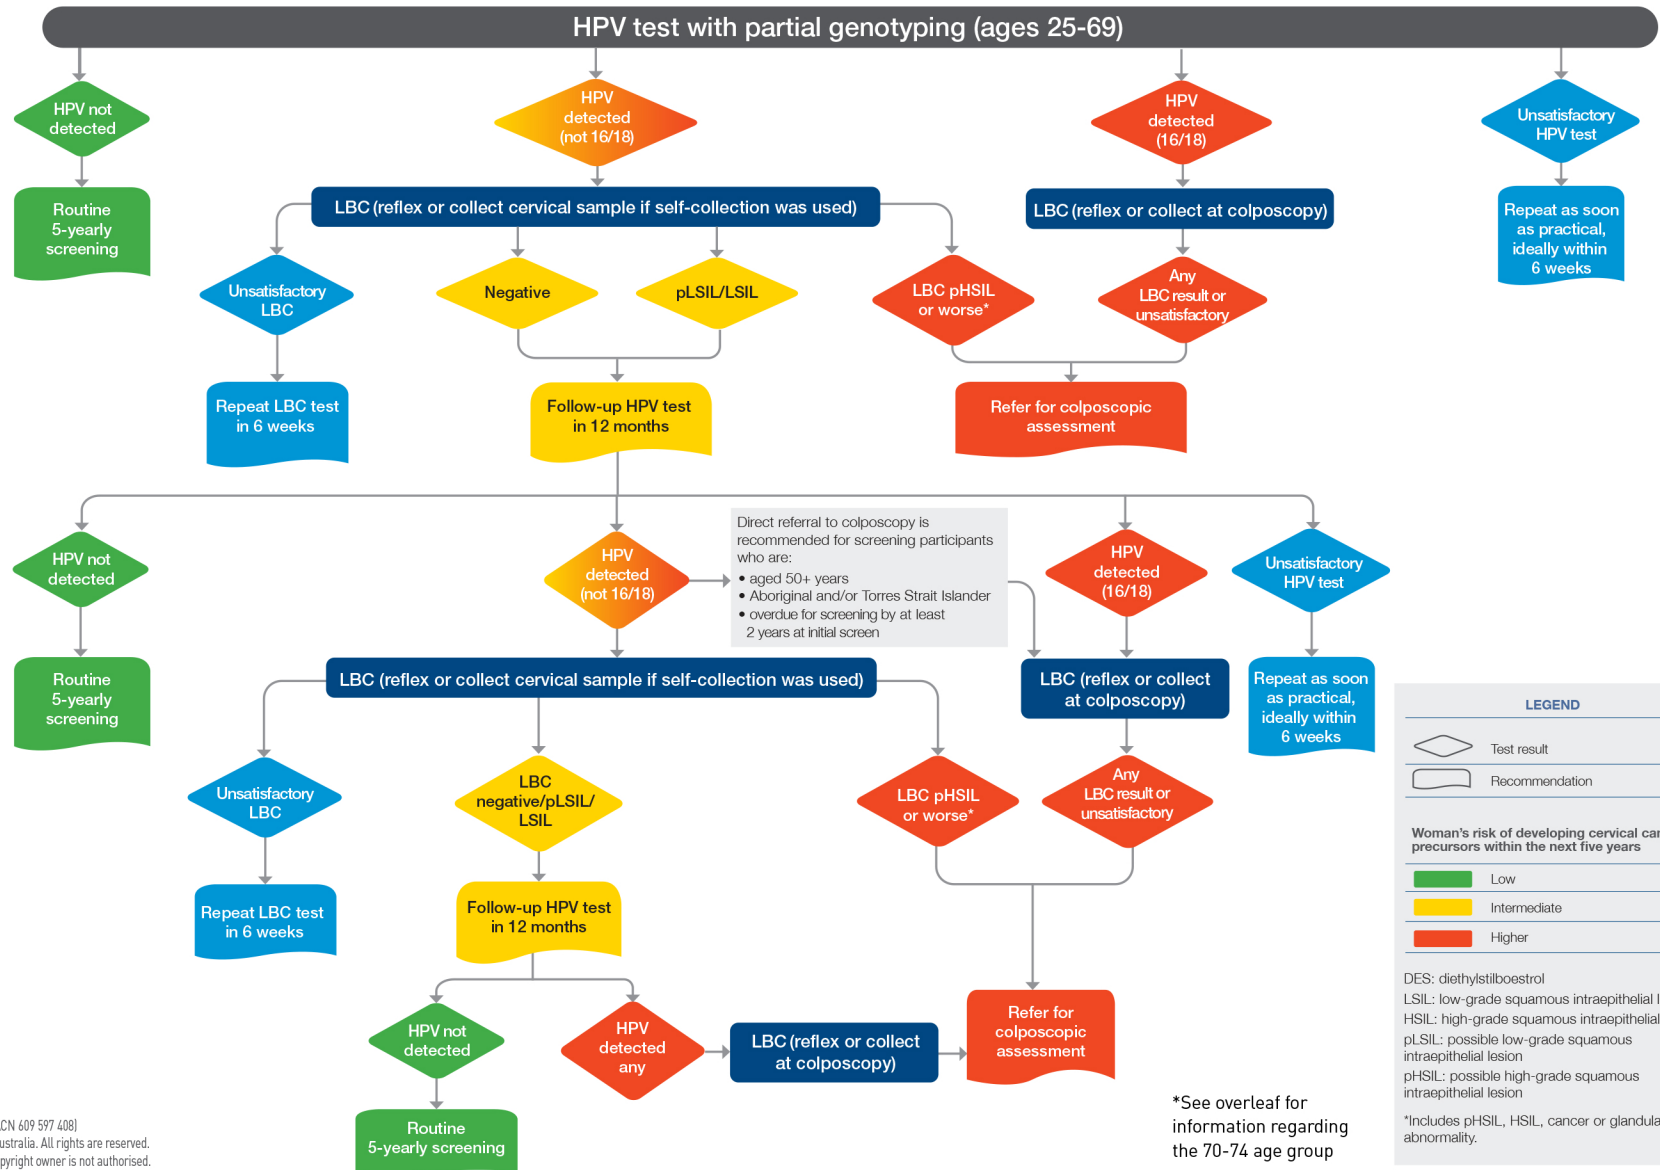 HPV test with partial genotyping (ages 25-69)
HPV not
detected
HPV
detected
(not 16/18)
HPV
detected
(16/18)
Unsatisfactory
HPV test
Routine
5-yearly
screening
LBC (reflex or collect cervical sample if self-collection was used)
LBC (reflex or collect at colposcopy)
Repeat as soon
as practical,
ideally within
6 weeks
Unsatisfactory
LBC
Negative
pLSIL/LSIL
LBC pHSIL
or worse*
Any
LBC result or
unsatisfactory
Repeat LBC test
in 6 weeks
Follow-up HPV test
in 12 months
Refer for colposcopic
assessment
HPV not
detected
HPV
detected
(not 16/18)
Direct referral to colposcopy is
recommended for screening participants
who are:
• aged 50+ years
• Aboriginal and/or Torres Strait Islander
• overdue for screening by at least
2 years at initial screen
HPV
detected
(16/18)
Unsatisfactory
HPV test
Routine
5-yearly
screening
LBC (reflex or collect cervical sample if self-collection was used)
LBC (reflex or collect
at colposcopy)
Repeat as soon
as practical,
ideally within
6 weeks
Unsatisfactory
LBC
LBC
negative/pLSIL/
LSIL
LBC pHSIL
or worse*
Any
LBC result or
unsatisfactory
Repeat LBC test
in 6 weeks
Follow-up HPV test
in 12 months
HPV not
detected
HPV
detected
any
LBC (reflex or collect
at colposcopy)
Refer for
colposcopic
assessment
Routine
5-yearly screening
*See overleaf for
information regarding
the 70-74 age group
LEGEND
Test result
Recommendation
Woman's risk of developing cervical
precursors within the next five years
Low
Intermediate
Higher
DES: diethylstilboestrol
LSIL: low-grade squamous intraepithelial
HSIL: high-grade squamous intraepithelial
pLSIL: possible low-grade squamous
intraepithelial lesion
pHSIL: possible high-grade squamous
intraepithelial lesion
*Includes pHSIL, HSIL, cancer or
abnormality.
ACN 609 597 408)
All rights are reserved.
owner is not authorised.